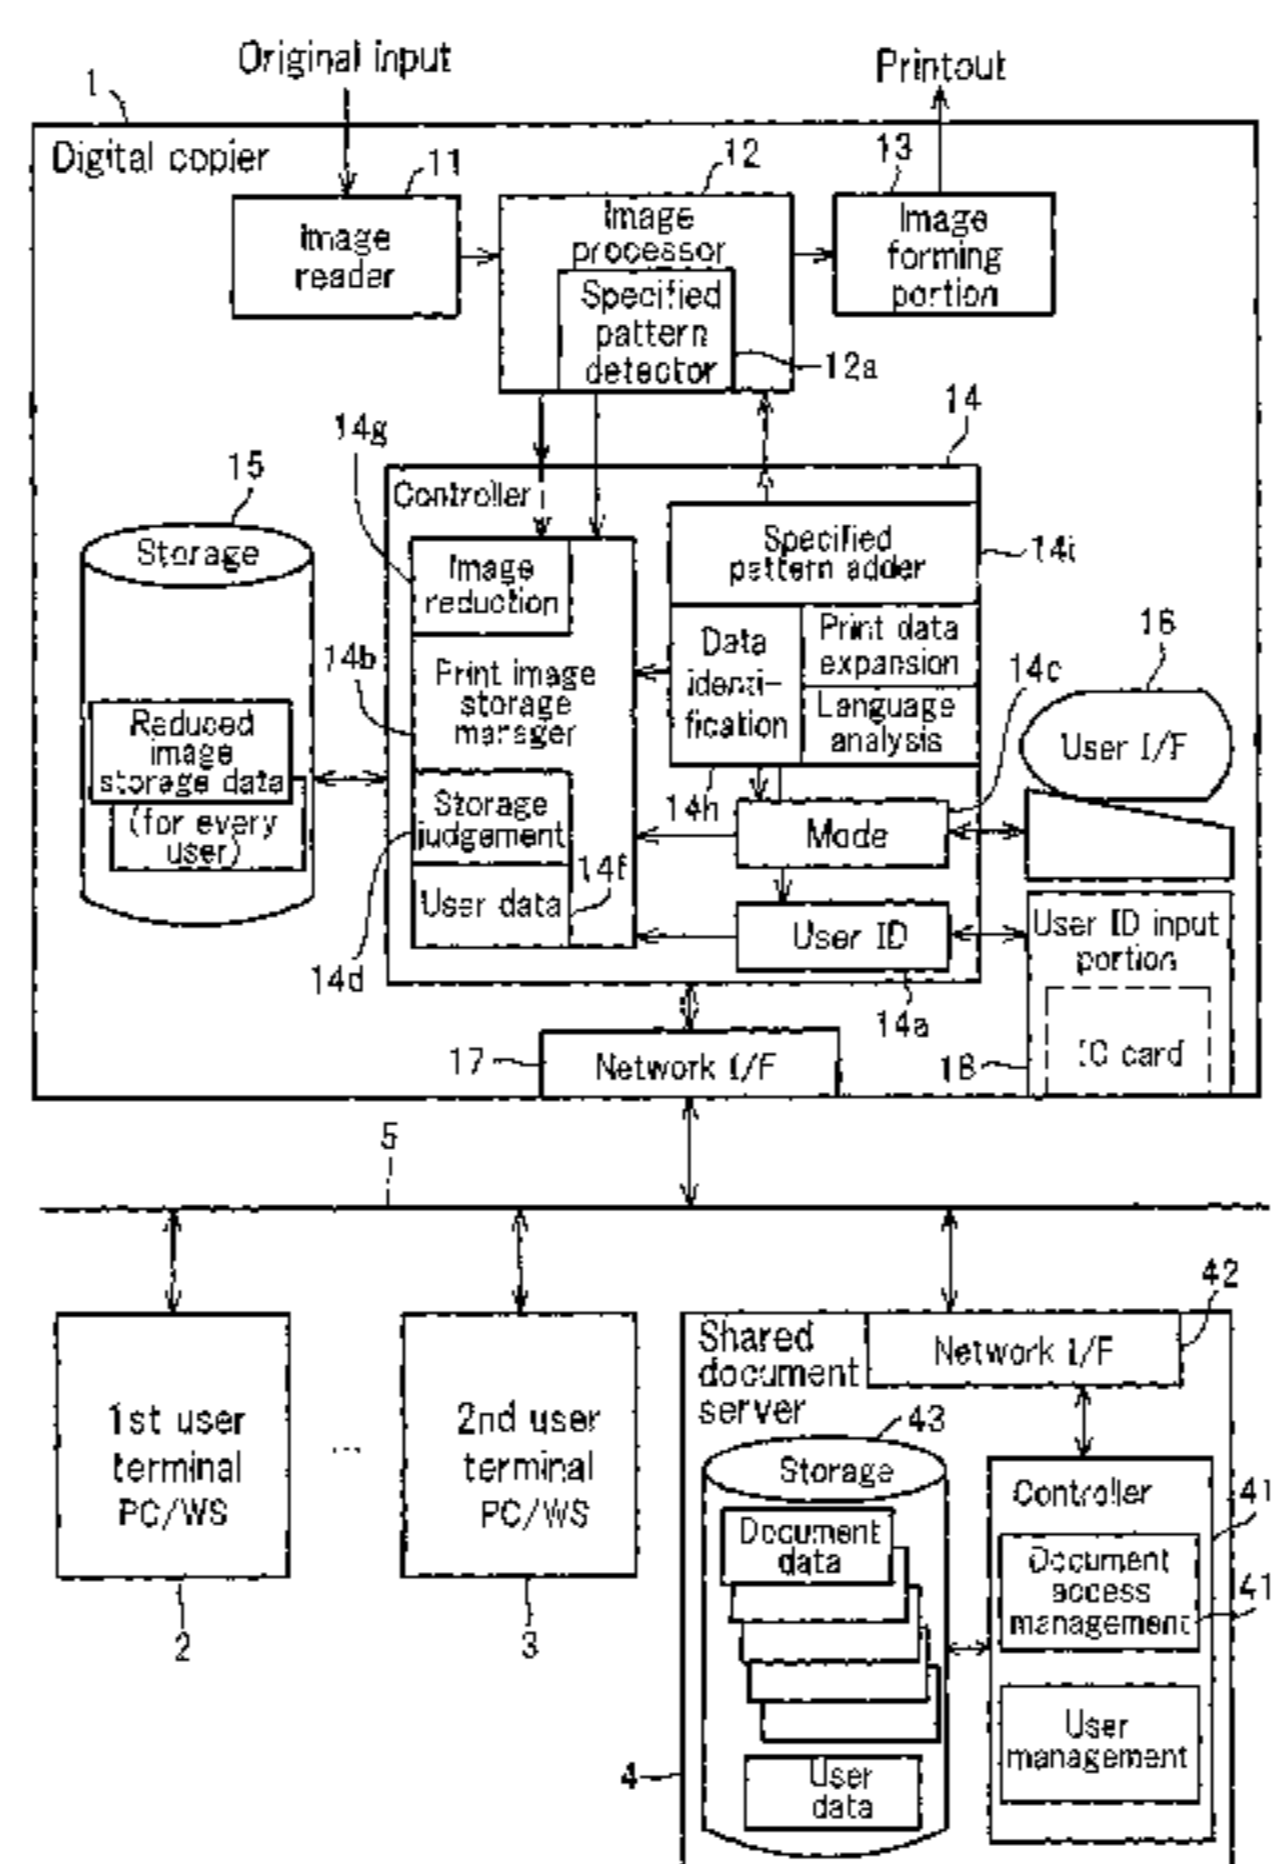 Original input
Printout
1
Digital copier
11
12
13
Image
reader
Image
processor
Image
forming
portion
Specified
pattern
detector
12a
14g
14
15
Controller
Storage
Specified
pattern adder
14i
Image
reduction
Data
identi-
fication
Print data
expansion
Language
analysis
16
14b
14c
Print image
storage
manager
User I/F
Reduced
image
storage data
(for every
user)
14h
Storage
judgement
Mode
14f
User data
User ID
User ID input
portion
14d
14a
IC card
17
Network I/F
18
5
42
Shared
document
server
Network I/F
1st user
terminal
PC/WS
...
2nd user
terminal
PC/WS
43
Storage
Controller
41
Document
data
Document
access
management
41
2
3
User
management
4
User
data